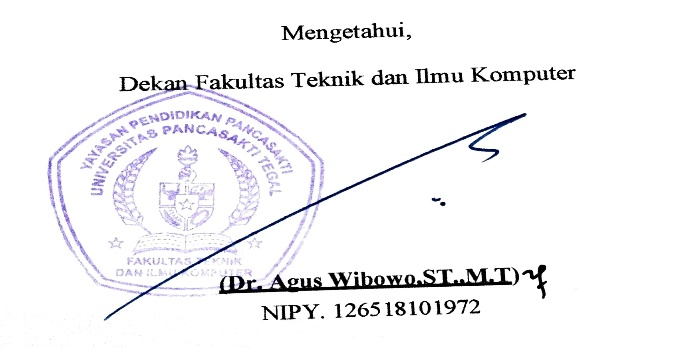 Mengetahui,
Dekan Fakultas Teknik dan Ilmu Komputer
YAYASAN PENDIDIKAN PANCASAKTI
UNIVERSITAS PANCASAKTI TEGAL
FAKULTAS TEKNIK
DAN ILMU KOMPUTER
(Dr. Agus Wibowo.ST.,M.T)
NIPY. 126518101972